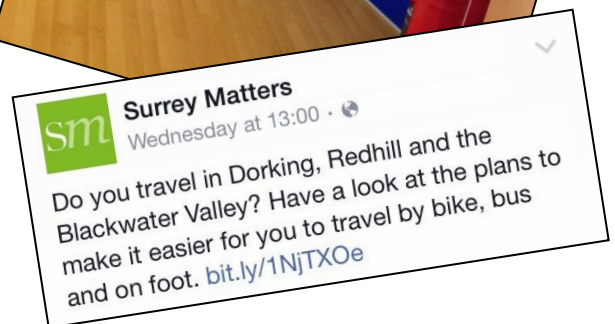 sm
Surrey Matters
Wednesday at 13:00 ·
Do you travel in Dorking, Redhill and the
Blackwater Valley? Have a look at the plans to
make it easier for you to travel by bike, bus
and on foot. bit.ly/1NjTXOe